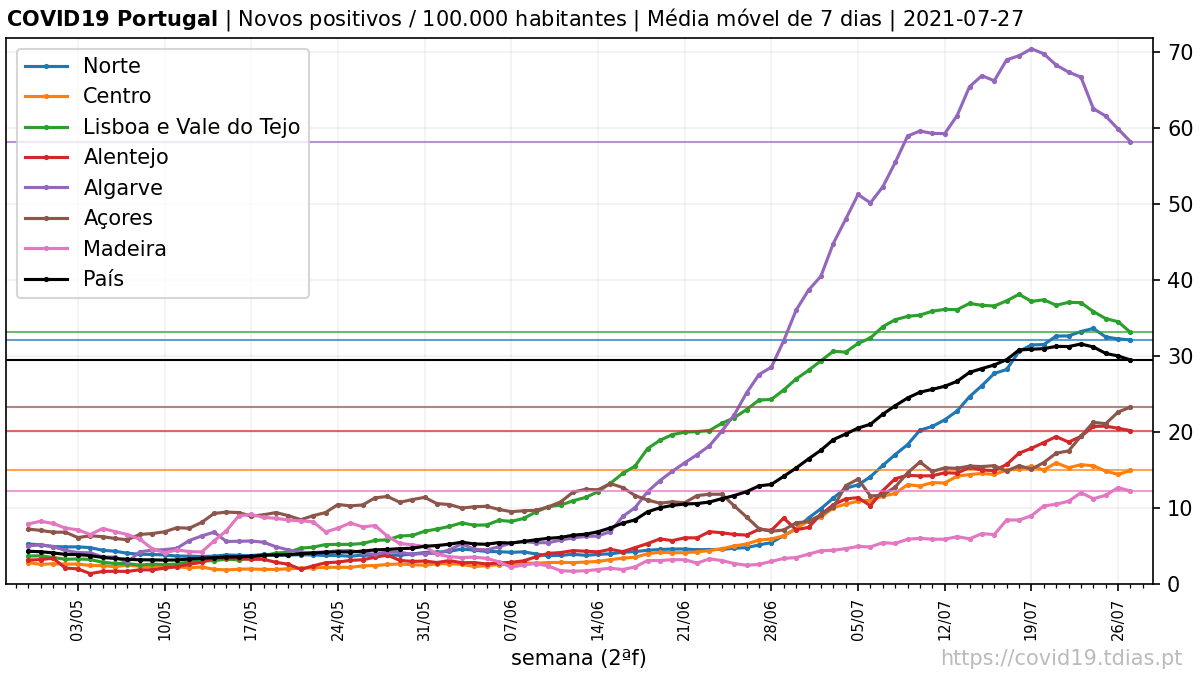 COVID19 Portugal | Novos positivos / 100.000 habitantes | Média móvel de 7 dias | 2021-07-27
Norte
Centro
Lisboa e Vale do Tejo
Alentejo
Algarve
Açores
Madeira
País
70
60
50
40
30
20
10
0
03/05 10/05 17/05 24/05 31/05 07/06 14/06 21/06 28/06 05/07 12/07 19/07 26/07
semana (2ªf)
https://covid19.tdias.pt